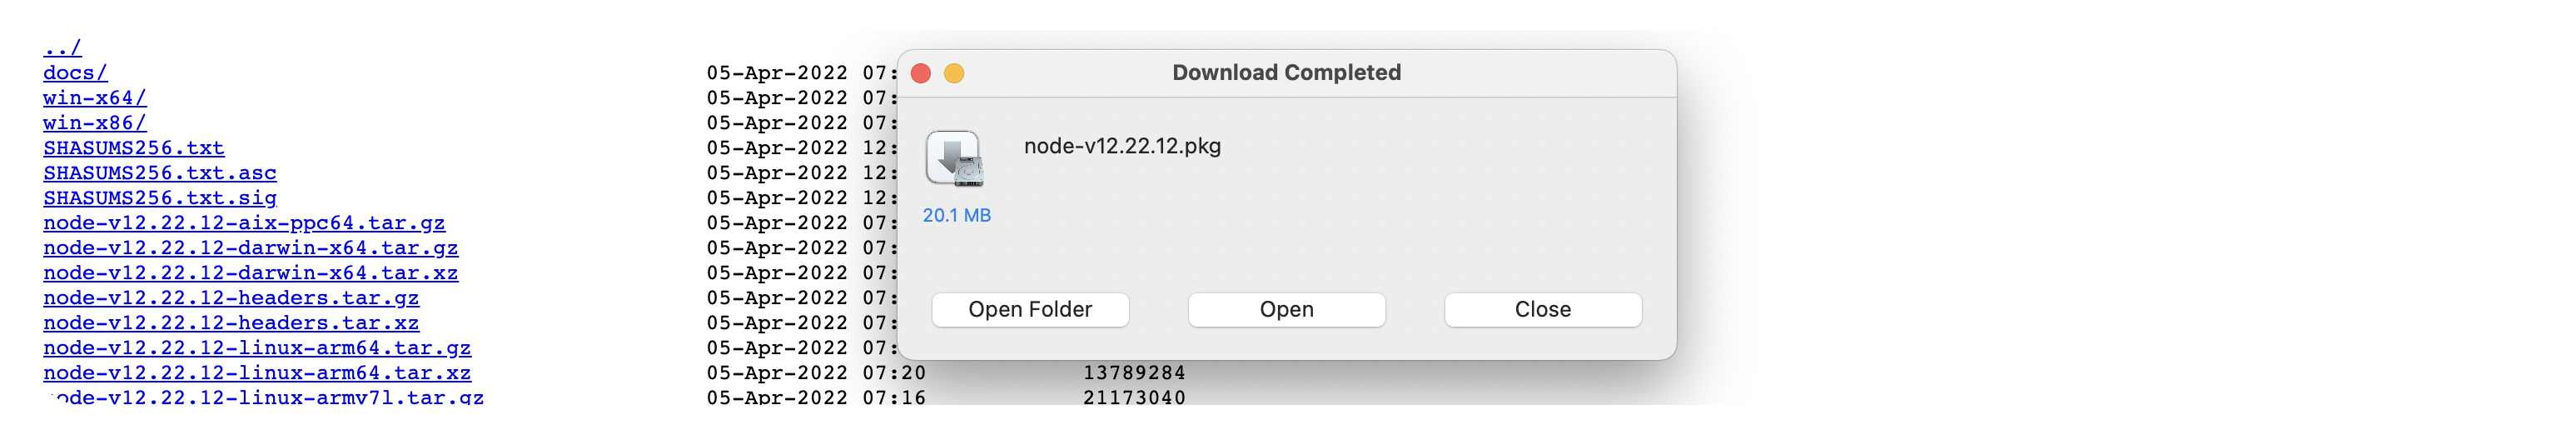 ../
docs/ 05-Apr-2022 07:
win-x64/ 05-Apr-2022 07:
win-x86/ 05-Apr-2022 07:
SHASUMS256.txt 05-Apr-2022 12:
SHASUMS256.txt.asc 05-Apr-2022 12:
SHASUMS256.txt.sig 05-Apr-2022 12:
node-v12.22.12-aix-ppc64.tar.gz 05-Apr-2022 07:
node-v12.22.12-darwin-x64.tar.gz 05-Apr-2022 07:
node-v12.22.12-darwin-x64.tar.xz 05-Apr-2022 07:
node-v12.22.12-headers.tar.gz 05-Apr-2022 07:
node-v12.22.12-headers.tar.xz 05-Apr-2022 07:
node-v12.22.12-linux-arm64.tar.gz 05-Apr-2022 07:
node-v12.22.12-linux-arm64.tar.xz 05-Apr-2022 07:20 13789284
node-v12.22.12-linux-armv7l.tar.gz 05-Apr-2022 07:16 21173040
Download Completed
node-v12.22.12.pkg
20.1 MB
Open Folder Open Close